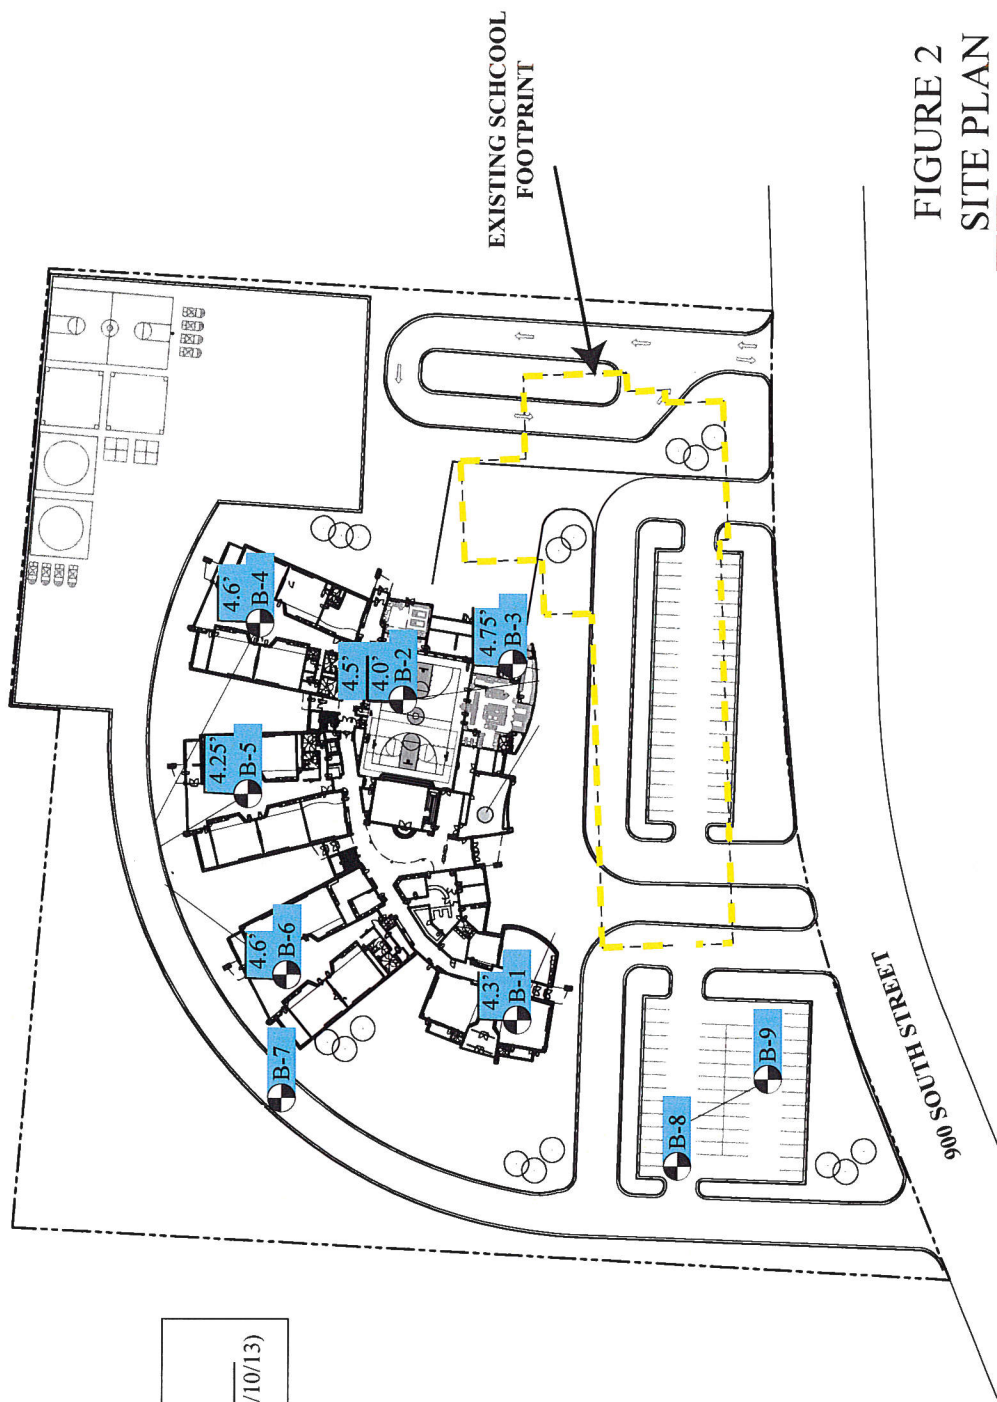 EXISTING SCHCOOL
FOOTPRINT
FIGURE 2
SITE PLAN
4.6'
B-4
4.5'
4.0'
B-2
4.75'
B-3
4.25'
B-5
4.6'
B-6
4.3'
B-1
B-7
B-8
B-9
900 SOUTH STREET
/10/13)